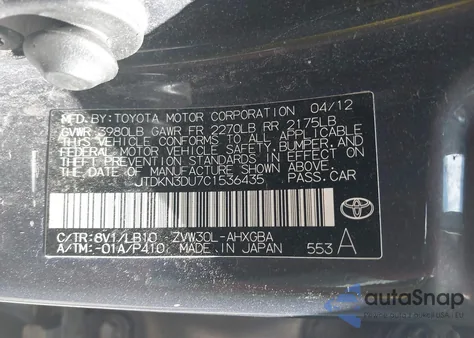 MFD. BY: TOYOTA MOTOR CORPORATION 04/12
GVWR 3980LB GAWR FR 2270LB RR 2175LB
THIS VEHICLE CONFORMS TO ALL APPLICABLE
FEDERAL MOTOR VEHICLE SAFETY, BUMPER, AND
THEFT PREVENTION STANDARDS IN EFFECT ON
THE DATE OF MANUFACTURE SHOWN ABOVE.
JTDKN3DU7C1536435 PASS. CAR
C/TR: 8V1/LB10 ZVW30L-AHXGBA
A/TM: -01A/P410 MADE IN JAPAN 553 A
TOYOTA
autaSnap